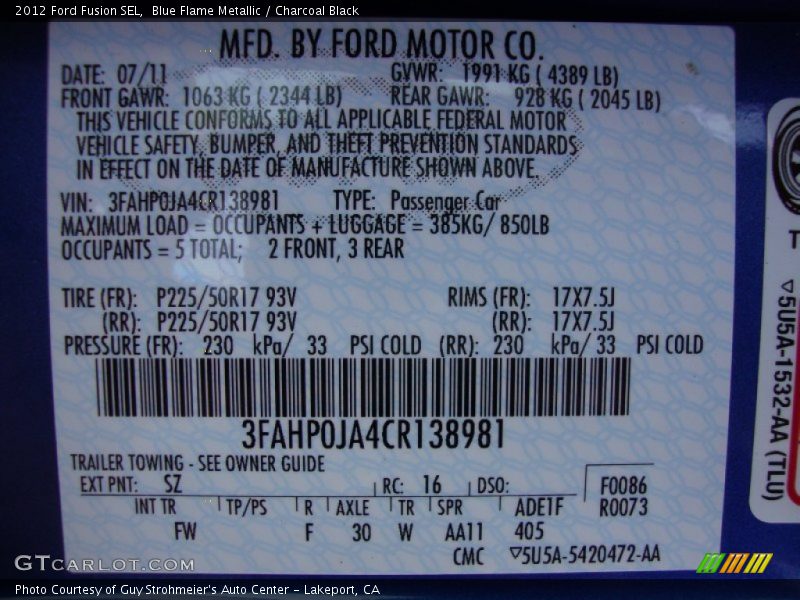 2012 Ford Fusion SEL,  Blue Flame Metallic / Charcoal Black
MFD. BY FORD MOTOR CO.
DATE: 07/11 GVWR: 1991 KG ( 4389 LB)
FRONT GAWR: 1063 KG ( 2344 LB) REAR GAWR: 928 KG ( 2045 LB)
THIS VEHICLE CONFORMS TO ALL APPLICABLE FEDERAL MOTOR
VEHICLE SAFETY, BUMPER, AND THEFT PREVENTION STANDARDS
IN EFFECT ON THE DATE OF MANUFACTURE SHOWN ABOVE.
VIN: 3FAHP0JA4CR138981 TYPE: Passenger Car
MAXIMUM LOAD = OCCUPANTS + LUGGAGE = 385KG/ 850LB
OCCUPANTS = 5 TOTAL; 2 FRONT, 3 REAR
TIRE (FR): P225/50R17 93V RIMS (FR): 17X7.5J
(RR): P225/50R17 93V (RR): 17X7.5J
PRESSURE (FR): 230 kPa/ 33 PSI COLD (RR): 230 kPa/ 33 PSI COLD
3FAHP0JA4CR138981
TRAILER TOWING - SEE OWNER GUIDE
EXT PNT: SZ RC: 16 DSO: F0086
INT TR TP/PS R AXLE TR SPR ADE1F R0073
FW F 30 W AA11 405
CMC ▽5U5A-5420472-AA
T
▽5U5A-1532-AA (TLU)
GTCARLOT.COM
Photo Courtesy of Guy Strohmeier's Auto Center - Lakeport, CA